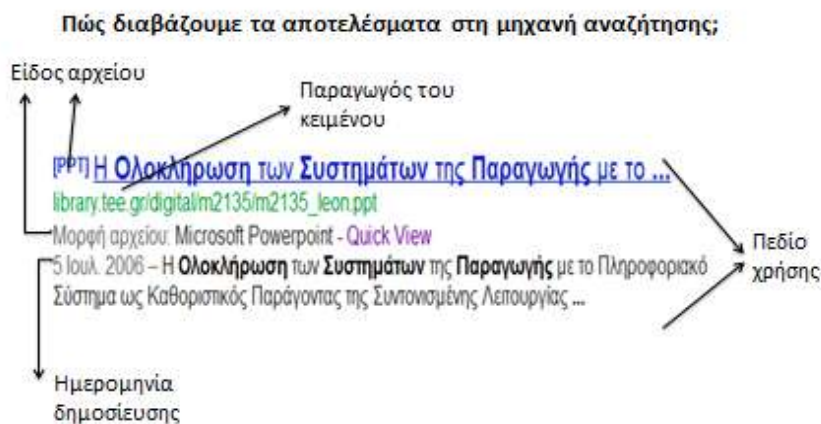 Πώς διαβάζουμε τα αποτελέσματα στη μηχανή αναζήτησης;
Είδος αρχείου
Παραγωγός του
κειμένου
[PPT] Η Ολοκλήρωση των Συστημάτων της Παραγωγής με το ...
library.tee.gr/digital/m2135/m2135_leon.ppt
Μορφή αρχείου: Microsoft Powerpoint - Quick View
5 Ιουλ. 2006 – Η Ολοκλήρωση των Συστημάτων της Παραγωγής με το Πληροφοριακό
Σύστημα ως Καθοριστικός Παράγοντας της Συντονισμένης Λειτουργίας ...
Πεδίο
χρήσης
Ημερομηνία
δημοσίευσης